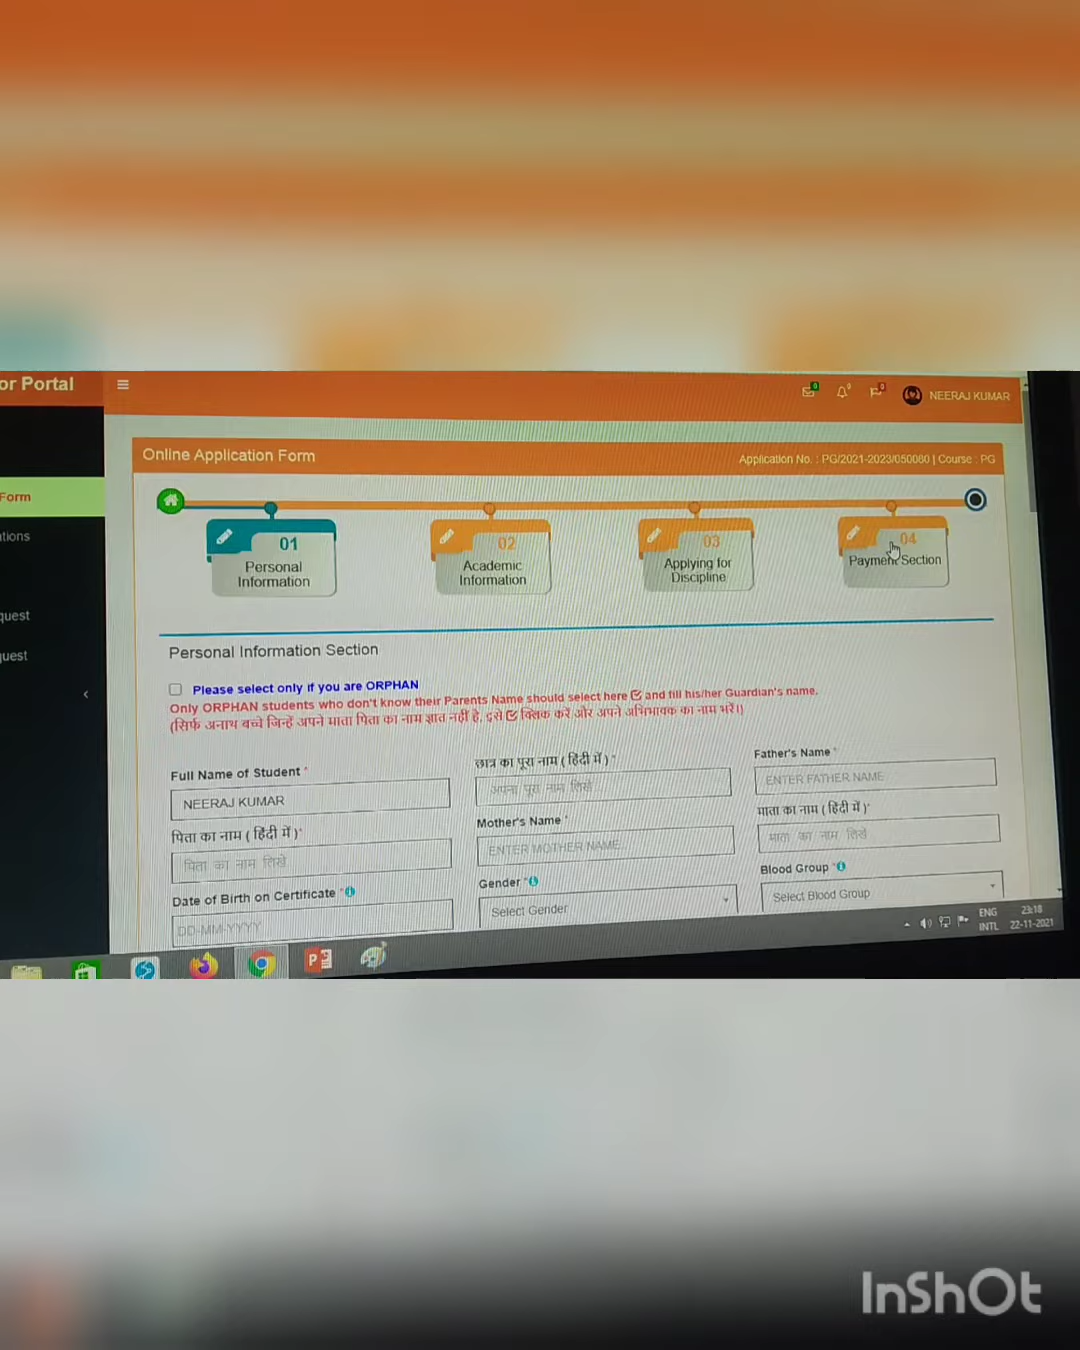 or Portal
NEERAJ KUMAR
Online Application Form
Application No. : PG/2021-2023/050080 | Course : PG
Form
01
Personal
Information
02
Academic
Information
03
Applying for
Discipline
04
Payment Section
tions
quest
quest
Personal Information Section
Please select only if you are ORPHAN
Only ORPHAN students who don't know their Parents Name should select here and fill his/her Guardian's name.
(सिर्फ अनाथ बच्चे जिन्हें अपने माता पिता का नाम ज्ञात नहीं है, इसे क्लिक करें और अपने अभिभावक का नाम भरें।)
Full Name of Student *
NEERAJ KUMAR
छात्र का पूरा नाम ( हिंदी में ) *
अपना पूरा नाम लिखें
Father's Name *
ENTER FATHER NAME
पिता का नाम ( हिंदी में )*
पिता का नाम लिखें
Mother's Name *
ENTER MOTHER NAME
माता का नाम ( हिंदी में )*
माता का नाम लिखें
Date of Birth on Certificate *
DD-MM-YYYY
Gender *
Select Gender
Blood Group *
Select Blood Group
ENG
INTL
23:18
22-11-2021
InShOt